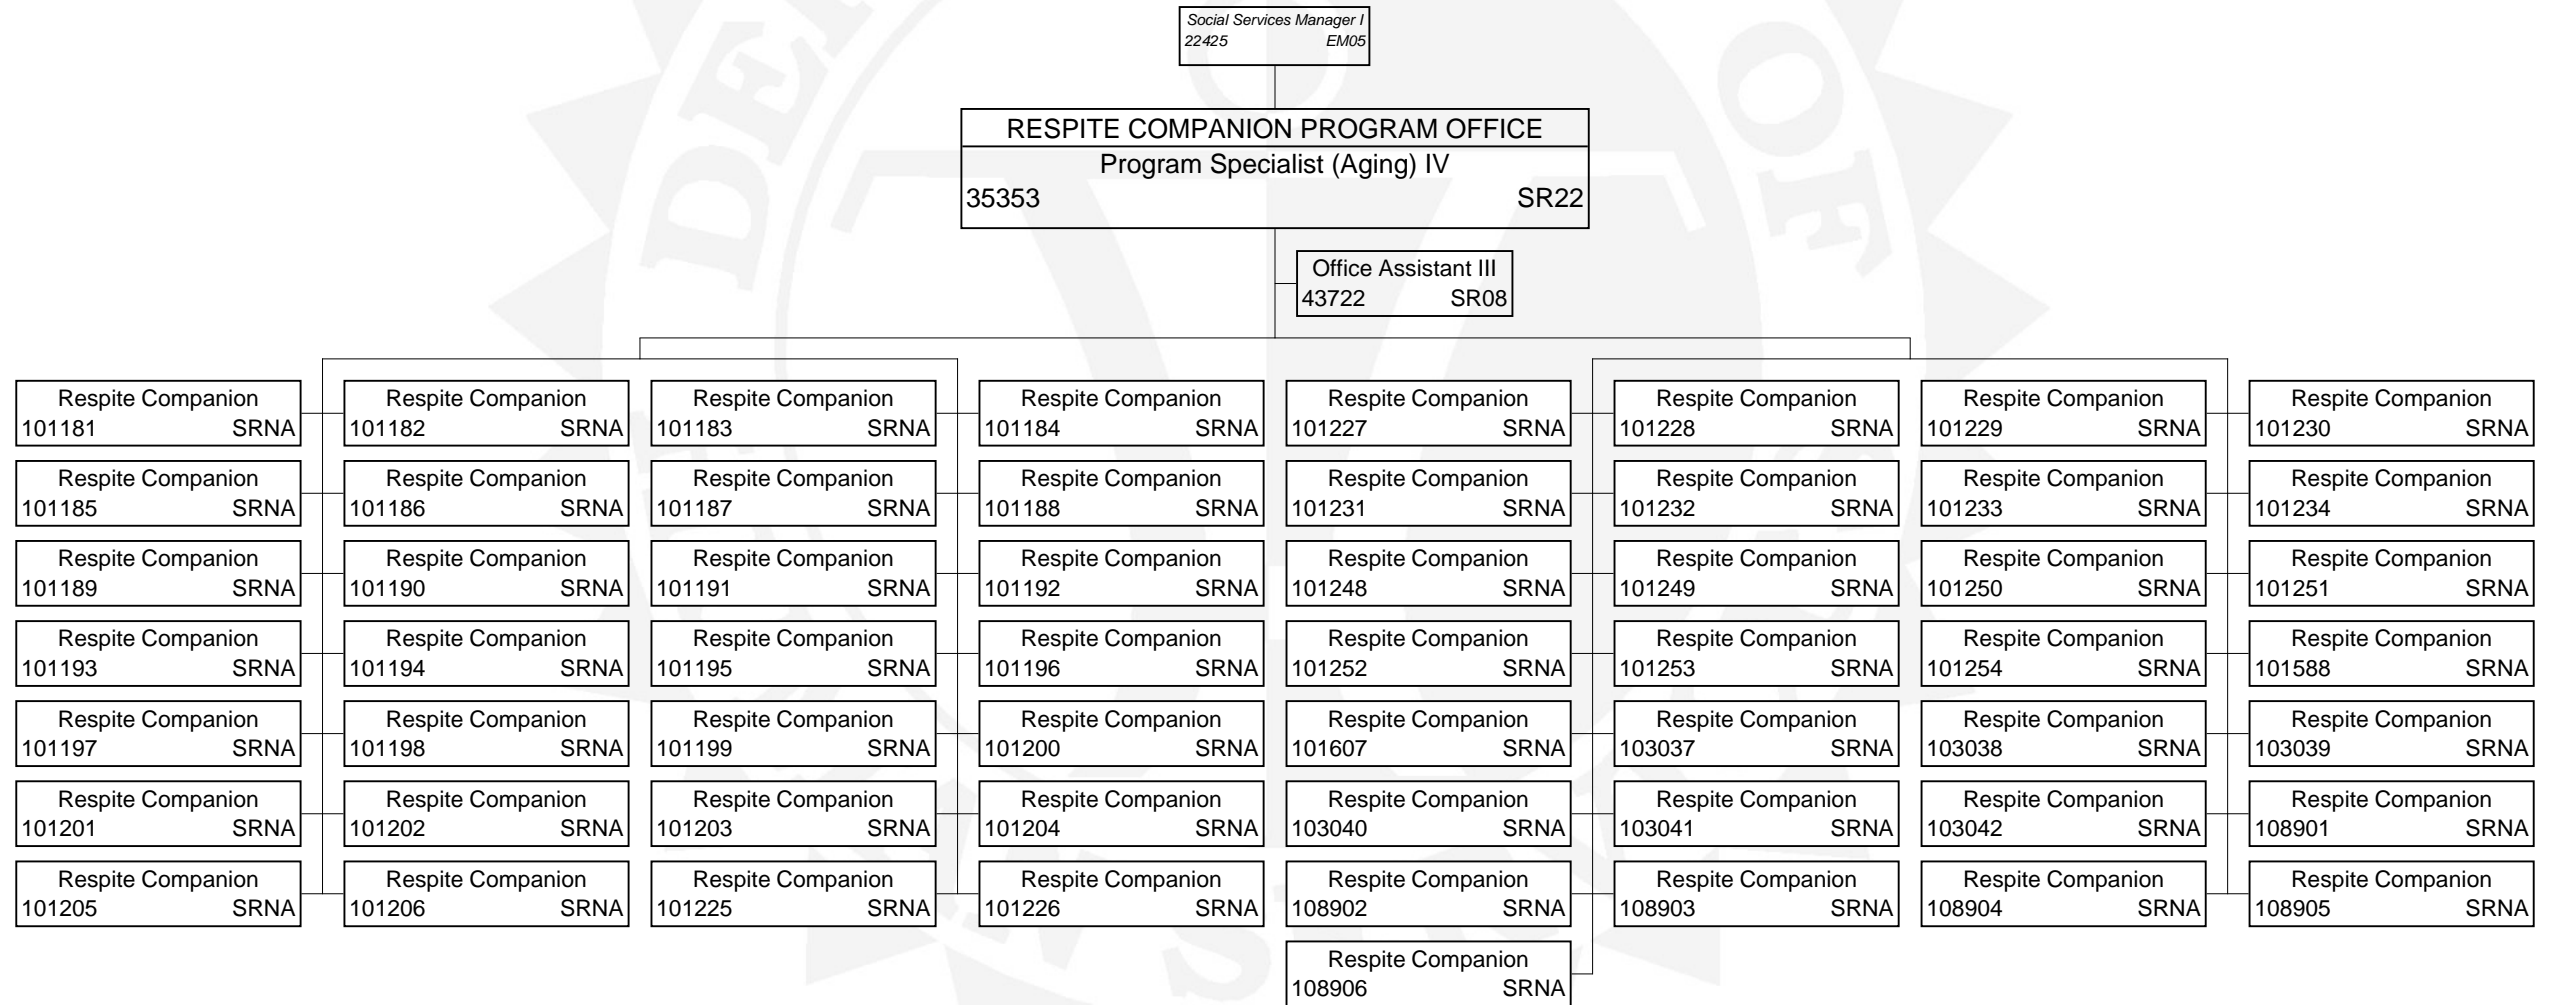 Social Services Manager I
22425 EM05
RESPITE COMPANION PROGRAM OFFICE
Program Specialist (Aging) IV
35353 SR22
Office Assistant III
43722 SR08
Respite Companion Respite Companion Respite Companion Respite Companion Respite Companion Respite Companion Respite Companion Respite Companion
101181 SRNA 101182 SRNA 101183 SRNA 101184 SRNA 101227 SRNA 101228 SRNA 101229 SRNA 101230 SRNA
Respite Companion Respite Companion Respite Companion Respite Companion Respite Companion Respite Companion Respite Companion Respite Companion
101185 SRNA 101186 SRNA 101187 SRNA 101188 SRNA 101231 SRNA 101232 SRNA 101233 SRNA 101234 SRNA
Respite Companion Respite Companion Respite Companion Respite Companion Respite Companion Respite Companion Respite Companion Respite Companion
101189 SRNA 101190 SRNA 101191 SRNA 101192 SRNA 101248 SRNA 101249 SRNA 101250 SRNA 101251 SRNA
Respite Companion Respite Companion Respite Companion Respite Companion Respite Companion Respite Companion Respite Companion Respite Companion
101193 SRNA 101194 SRNA 101195 SRNA 101196 SRNA 101252 SRNA 101253 SRNA 101254 SRNA 101588 SRNA
Respite Companion Respite Companion Respite Companion Respite Companion Respite Companion Respite Companion Respite Companion Respite Companion
101197 SRNA 101198 SRNA 101199 SRNA 101200 SRNA 101607 SRNA 103037 SRNA 103038 SRNA 103039 SRNA
Respite Companion Respite Companion Respite Companion Respite Companion Respite Companion Respite Companion Respite Companion Respite Companion
101201 SRNA 101202 SRNA 101203 SRNA 101204 SRNA 103040 SRNA 103041 SRNA 103042 SRNA 108901 SRNA
Respite Companion Respite Companion Respite Companion Respite Companion Respite Companion Respite Companion Respite Companion Respite Companion
101205 SRNA 101206 SRNA 101225 SRNA 101226 SRNA 108902 SRNA 108903 SRNA 108904 SRNA 108905 SRNA
Respite Companion
108906 SRNA